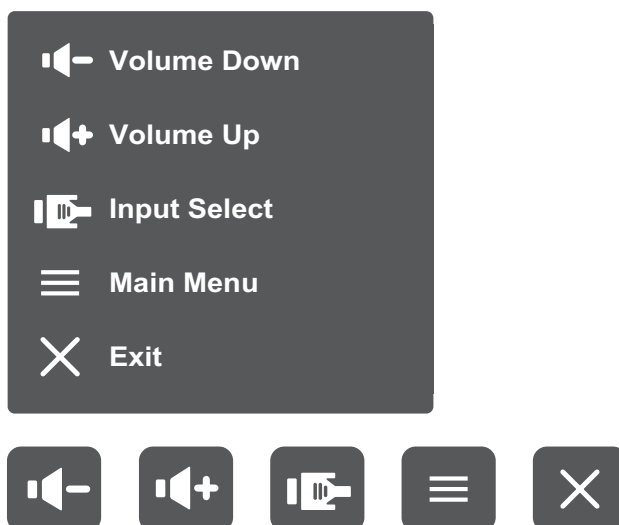 Volume Down
Volume Up
Input Select
Main Menu
Exit